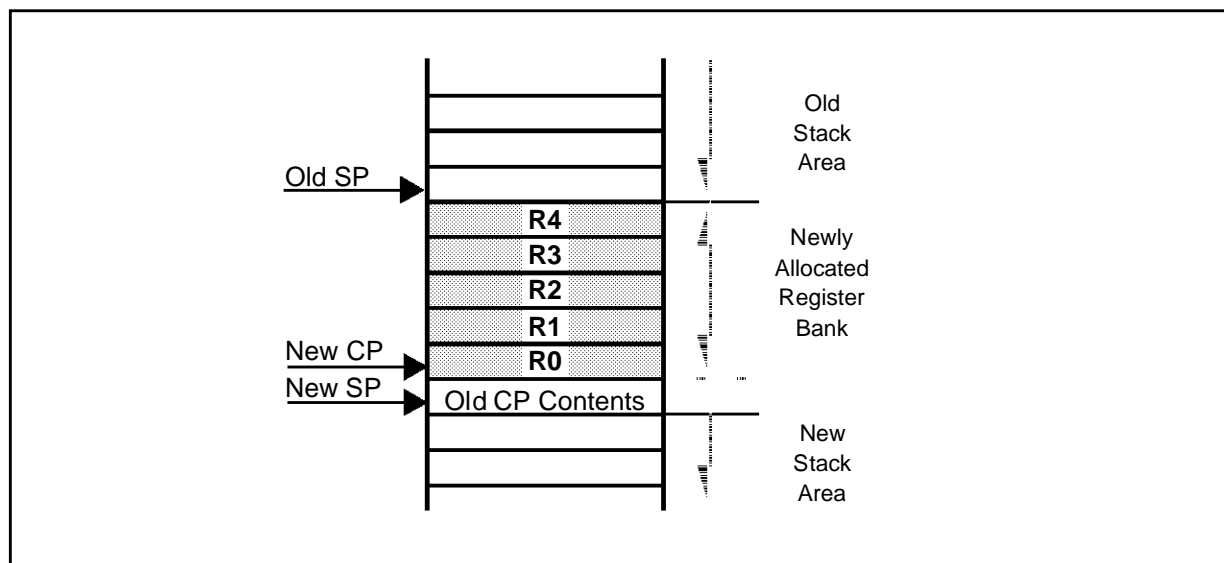 Old
Stack
Area
Old SP
R4
R3
R2
R1
R0
Newly
Allocated
Register
Bank
New CP
New SP
Old CP Contents
New
Stack
Area